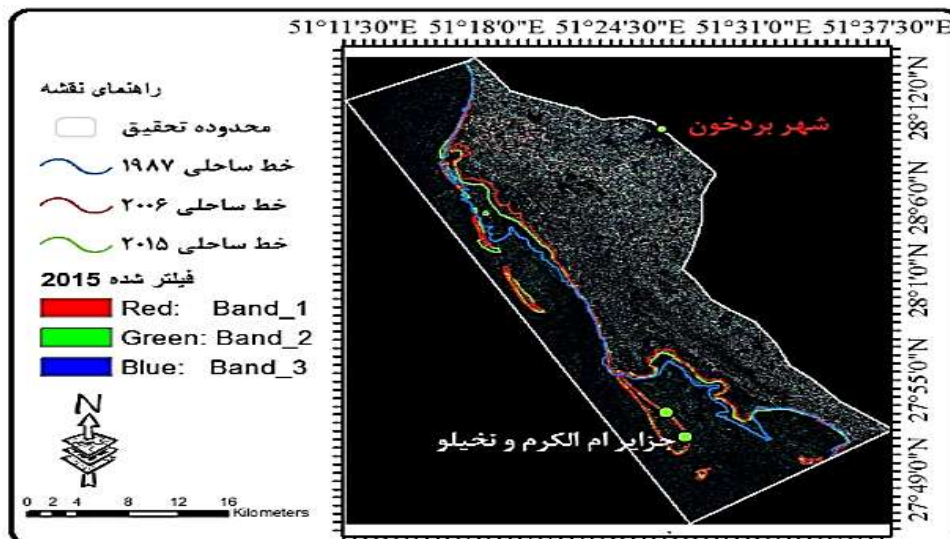 51°11'30"E 51°18'0"E 51°24'30"E 51°31'0"E 51°37'30"E
28°12'0"N
28°6'0"N
28°1'0"N
27°55'0"N
27°49'0"N
شهر بردخون
جزایر ام الکرم و نخیلو
راهنمای نقشه
محدوده تحقیق
خط ساحلی ۱۹۸۷
خط ساحلی ۲۰۰۶
خط ساحلی ۲۰۱۵
فیلتر شده 2015
Red: Band_1
Green: Band_2
Blue: Band_3
N
0 2 4 8 12 16
Kilometers